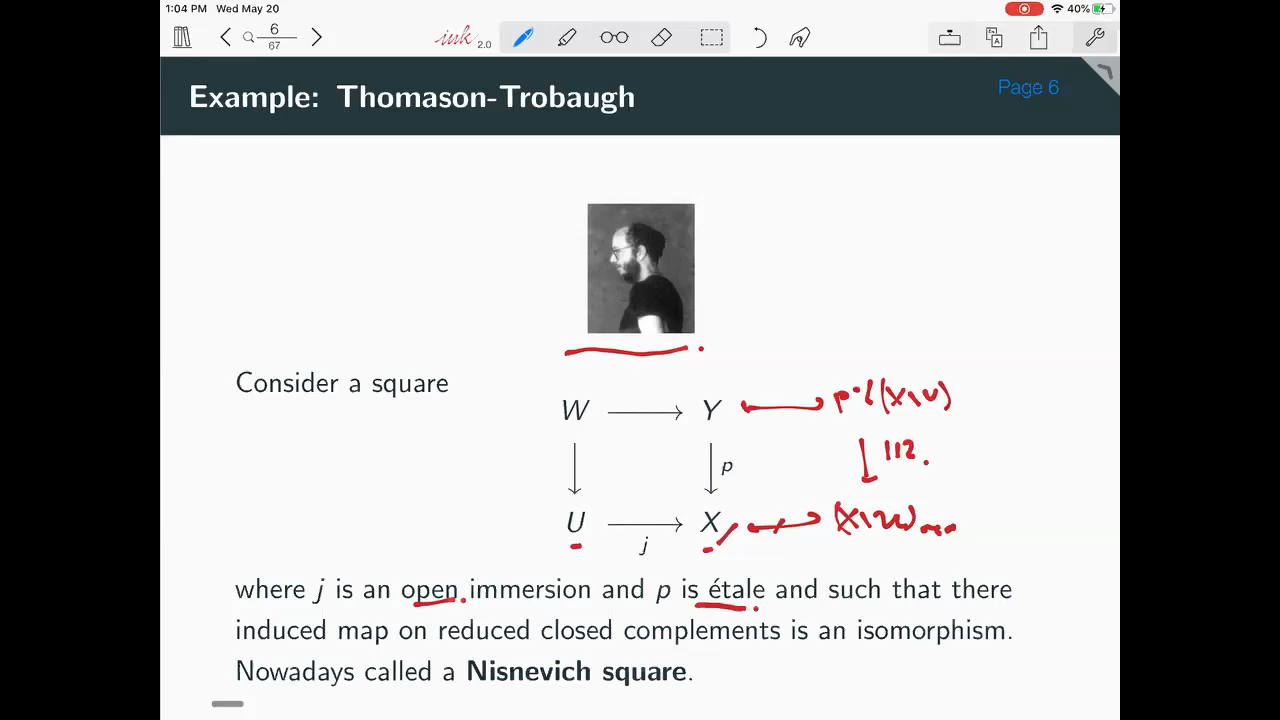 1:04 PM Wed May 20
40%
6
67
ink 2.0
Example: Thomason-Trobaugh
Page 6
Consider a square
W Y
p
U X
j
where j is an open immersion and p is étale and such that there
induced map on reduced closed complements is an isomorphism.
Nowadays called a Nisnevich square.